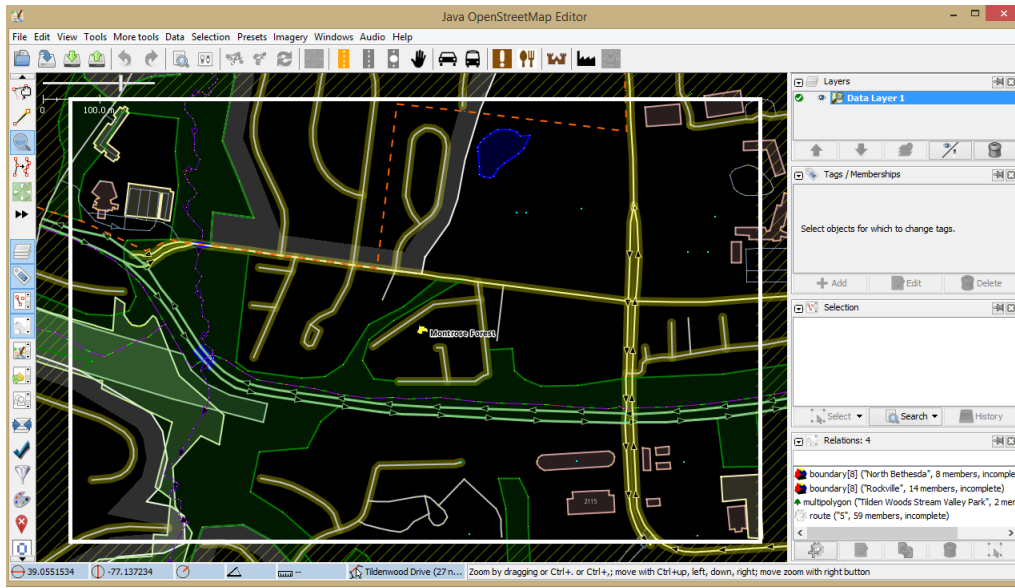 Java OpenStreetMap Editor
File Edit View Tools More tools Data Selection Presets Imagery Windows Audio Help
Layers
Data Layer 1
0 100.0 m
Tags / Memberships
Select objects for which to change tags.
Add Edit Delete
Selection
Montrose Forest
Select Search History
Relations: 4
boundary[8] ("North Bethesda", 8 members, incomple
boundary[8] ("Rockville", 14 members, incomplete)
multipolygon ("Tilden Woods Stream Valley Park", 2 mem
route ("5", 59 members, incomplete)
2115
0
39.0551534 -77.137234 -- Tildenwood Drive (27 n... Zoom by dragging or Ctrl+. or Ctrl+,; move with Ctrl+up, left, down, right; move zoom with right button